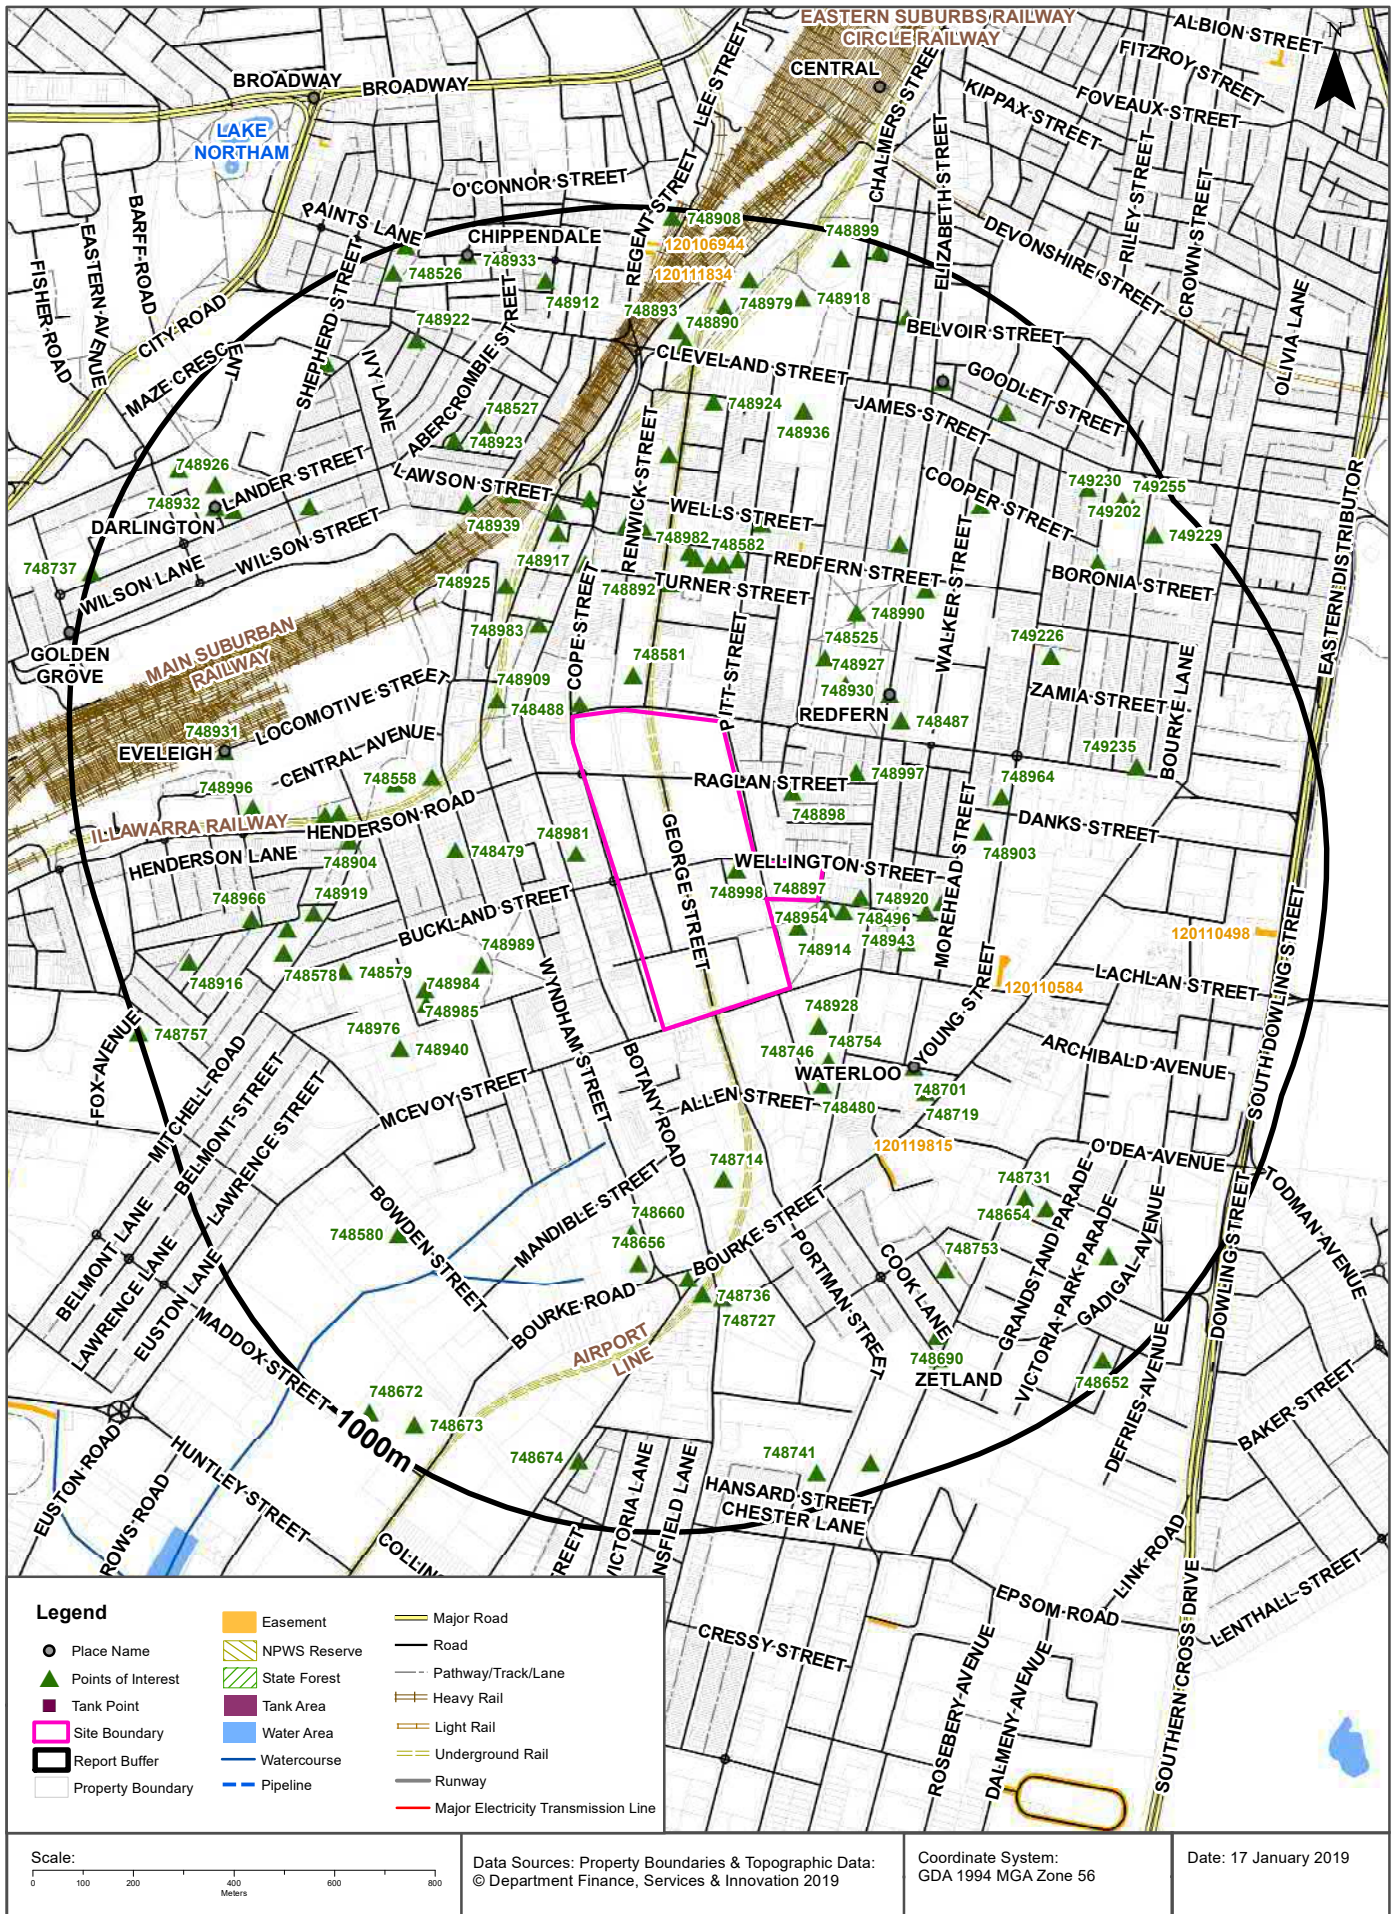 EASTERN SUBURBS RAILWAY
CIRCLE RAILWAY
ALBION STREET
N
FITZROY STREET
FOVEAUX STREET
KIPPAX STREET
CENTRAL
LEE STREET
CHALMERS STREET
BROADWAY
BROADWAY
LAKE
NORTHAM
O'CONNOR STREET
REGENT STREET
ELIZABETH STREET
RILEY STREET
CROWN STREET
DEVONSHIRE STREET
OLIVIA LANE
BARFF ROAD
EASTERN AVENUE
FISHER ROAD
CITY ROAD
MAZE CRESCENT
PAINTS LANE
CHIPPENDALE
SHEPHERD STREET
IVY LANE
ABERCROMBIE STREET
748908
120106944
120111834
748899
748933
748526
748912
748979
748918
748893
748890
748922
BELVOIR STREET
CLEVELAND STREET
GOODLET STREET
JAMES STREET
748924
748936
748527
748923
RENWICK STREET
LAWSON STREET
LANDER STREET
748926
748932
DARLINGTON
WILSON STREET
WILSON LANE
748737
GOLDEN
GROVE
COOPER STREET
749230
749255
749202
749229
WELLS STREET
748939
748917
748982
748582
REDFERN STREET
TURNER STREET
748892
748925
748983
WALKER STREET
BORONIA STREET
EASTERN DISTRIBUTOR
MAIN SUBURBAN
RAILWAY
COPE STREET
PITT STREET
748990
748525
748927
748930
REDFERN
748487
749226
ZAMIA STREET
BOURKE LANE
749235
748581
748909
748488
LOCOMOTIVE STREET
748931
EVELEIGH
CENTRAL AVENUE
748996
748558
ILLAWARRA RAILWAY
HENDERSON ROAD
HENDERSON LANE
748904
748479
748981
RAGLAN STREET
748997
748898
748964
DANKS STREET
748903
MOREHEAD STREET
GEORGE STREET
WELLINGTON STREET
748998
748897
748920
748954
748496
748914
748943
748919
748966
BUCKLAND STREET
748989
748916
748578
748579
748984
748985
748976
748940
748757
WYNDHAM STREET
120110498
120110584
LACHLAN STREET
YOUNG STREET
SOUTH DOWLING STREET
748928
748754
748746
WATERLOO
748701
748719
748480
ARCHIBALD AVENUE
FOX AVENUE
MITCHELL ROAD
BELMONT STREET
LAWRENCE STREET
MCEVOY STREET
BOTANY ROAD
ALLEN STREET
120119815
O'DEA AVENUE
TODMAN AVENUE
748714
MANDIBLE STREET
BOWDEN STREET
748580
748660
748656
BOURKE STREET
BOURKE ROAD
PORTMAN STREET
COOK LANE
748731
748654
748753
GRANDSTAND PARADE
VICTORIA PARK PARADE
GADIGAL AVENUE
DOWLING STREET
BELMONT LANE
LAWRENCE LANE
EUSTON LANE
MADDOX STREET
748736
748727
AIRPORT
LINE
748690
ZETLAND
748652
DEFRIES AVENUE
BAKER STREET
748672
748673
1000m
748674
748741
HANSARD STREET
CHESTER LANE
EUSTON ROAD
HUNTLEY STREET
ROWS ROAD
COLLIN
REET
VICTORIA LANE
NSFIELD LANE
LINK ROAD
EPSOM ROAD
LENTHALL STREET
CRESSY STREET
ROSEBERY AVENUE
DALMENY AVENUE
SOUTHERN CROSS DRIVE
Legend
Place Name
Points of Interest
Tank Point
Site Boundary
Report Buffer
Property Boundary
Easement
NPWS Reserve
State Forest
Tank Area
Water Area
Watercourse
Pipeline
Major Road
Road
Pathway/Track/Lane
Heavy Rail
Light Rail
Underground Rail
Runway
Major Electricity Transmission Line
Scale:
0 100 200 400 600 800
Meters
Data Sources: Property Boundaries & Topographic Data:
© Department Finance, Services & Innovation 2019
Coordinate System:
GDA 1994 MGA Zone 56
Date: 17 January 2019